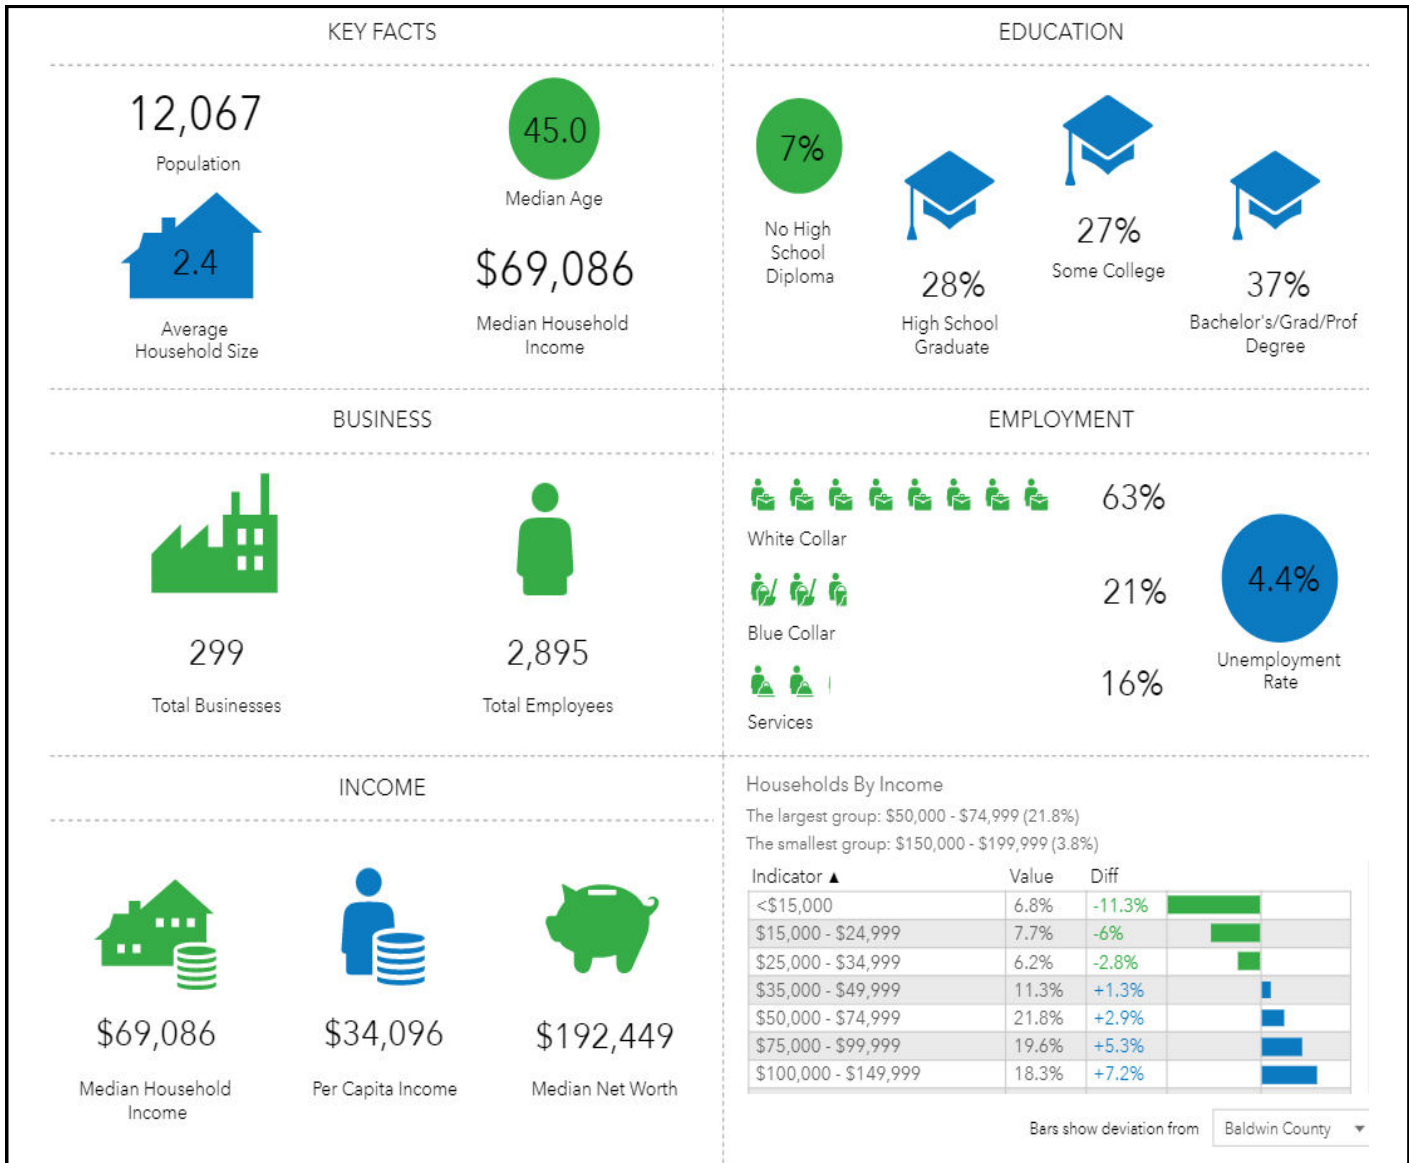 KEY FACTS
12,067
Population
45.0
Median Age
2.4
Average
Household Size
$69,086
Median Household
Income
EDUCATION
7%
No High
School
Diploma
28%
High School
Graduate
27%
Some College
37%
Bachelor's/Grad/Prof
Degree
BUSINESS
299
Total Businesses
2,895
Total Employees
EMPLOYMENT
63%
White Collar
21%
Blue Collar
16%
Services
4.4%
Unemployment
Rate
INCOME
$69,086
Median Household
Income
$34,096
Per Capita Income
$192,449
Median Net Worth
Households By Income
The largest group: $50,000 - $74,999 (21.8%)
The smallest group: $150,000 - $199,999 (3.8%)
Indicator ▲ Value Diff
<$15,000 6.8% -11.3%
$15,000 - $24,999 7.7% -6%
$25,000 - $34,999 6.2% -2.8%
$35,000 - $49,999 11.3% +1.3%
$50,000 - $74,999 21.8% +2.9%
$75,000 - $99,999 19.6% +5.3%
$100,000 - $149,999 18.3% +7.2%
Bars show deviation from Baldwin County